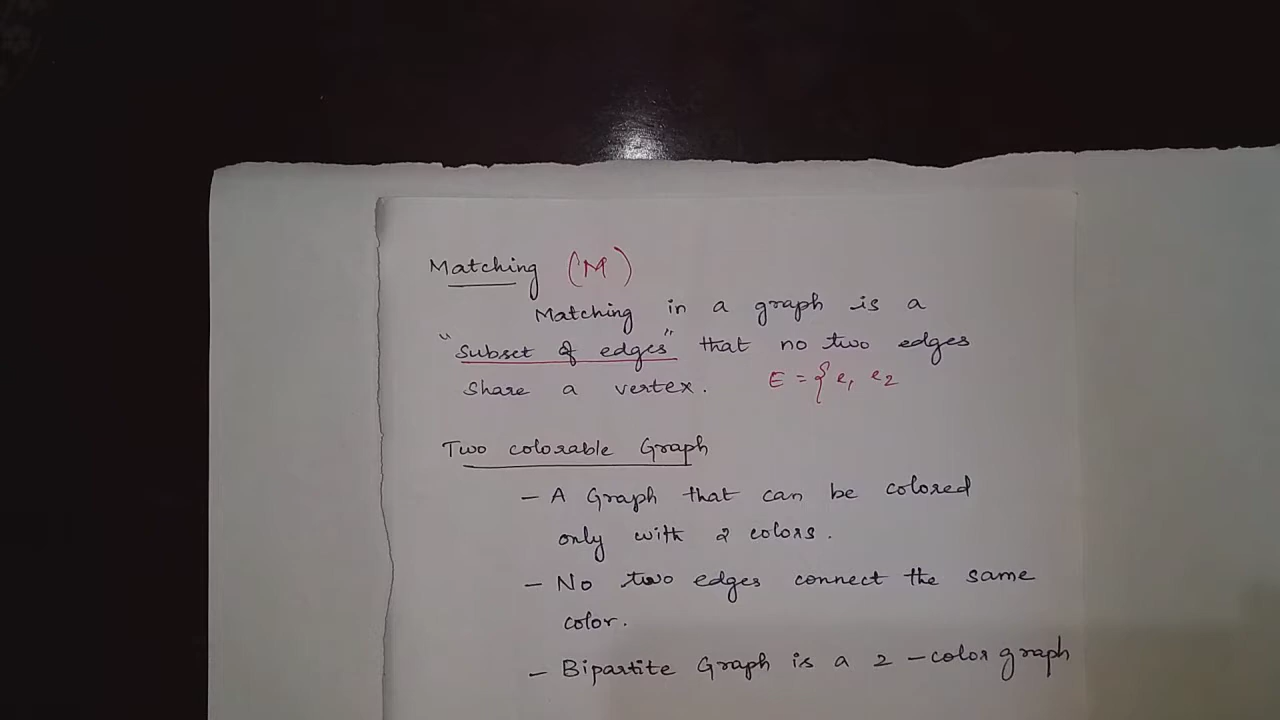 Matching (M)
Matching in a graph is a
"Subset of edges" that no two edges
share a vertex. E = { e1 e2
Two colorable Graph
- A Graph that can be colored
only with 2 colors.
- No two edges connect the same
color.
- Bipartite Graph is a 2-color graph